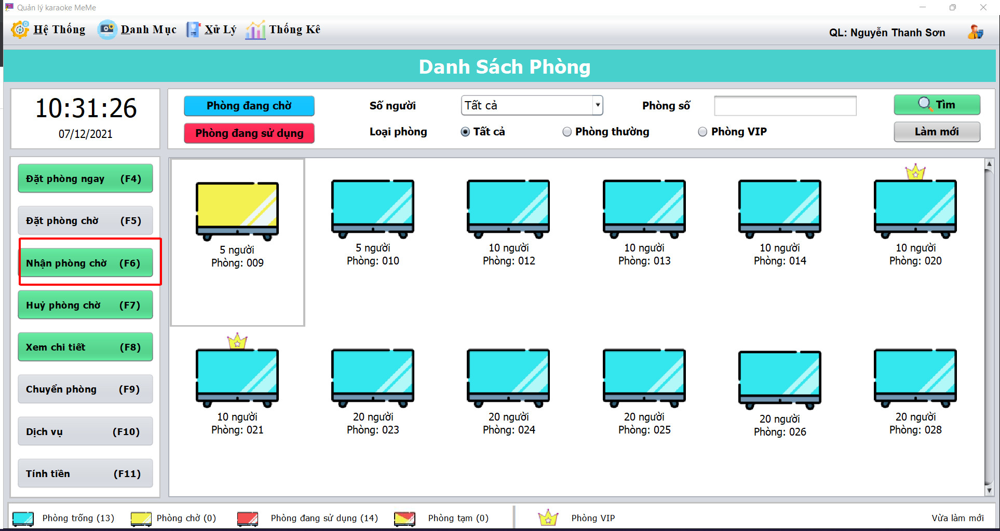 Quản lý karaoke MeMe
Hệ Thống Danh Mục Xử Lý Thống Kê
QL: Nguyễn Thanh Sơn
Danh Sách Phòng
10:31:26
07/12/2021
Phòng đang chờ
Phòng đang sử dụng
Số người Tất cả
Phòng số
Tìm
Loại phòng Tất cả Phòng thường Phòng VIP
Làm mới
Đặt phòng ngay (F4)
Đặt phòng chờ (F5)
Nhận phòng chờ (F6)
Huỷ phòng chờ (F7)
Xem chi tiết (F8)
Chuyển phòng (F9)
Dịch vụ (F10)
Tính tiền (F11)
5 người
Phòng: 009
5 người
Phòng: 010
10 người
Phòng: 012
10 người
Phòng: 013
10 người
Phòng: 014
10 người
Phòng: 020
10 người
Phòng: 021
20 người
Phòng: 023
20 người
Phòng: 024
20 người
Phòng: 025
20 người
Phòng: 026
20 người
Phòng: 028
Phòng trống (13) Phòng chờ (0) Phòng đang sử dụng (14) Phòng tạm (0) Phòng VIP Vừa làm mới